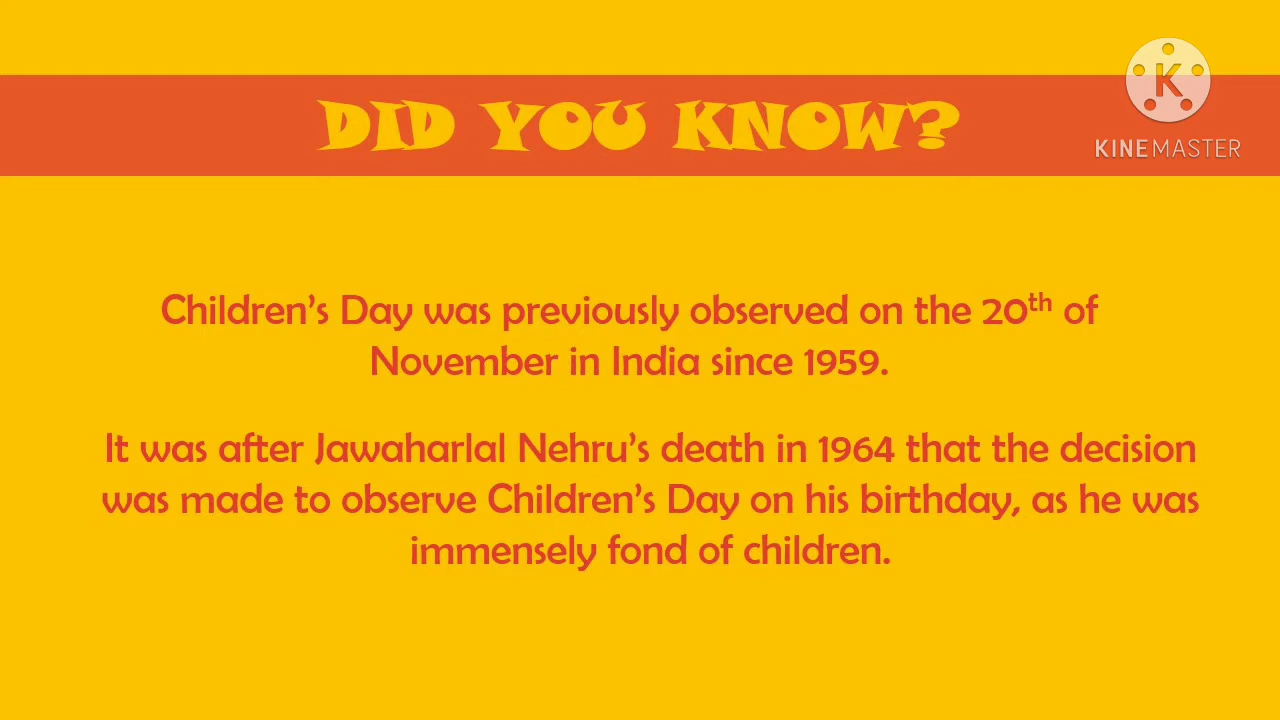 DID YOU KNOW?
K
KINEMASTER
Children’s Day was previously observed on the 20th of
November in India since 1959.
It was after Jawaharlal Nehru’s death in 1964 that the decision
was made to observe Children’s Day on his birthday, as he was
immensely fond of children.